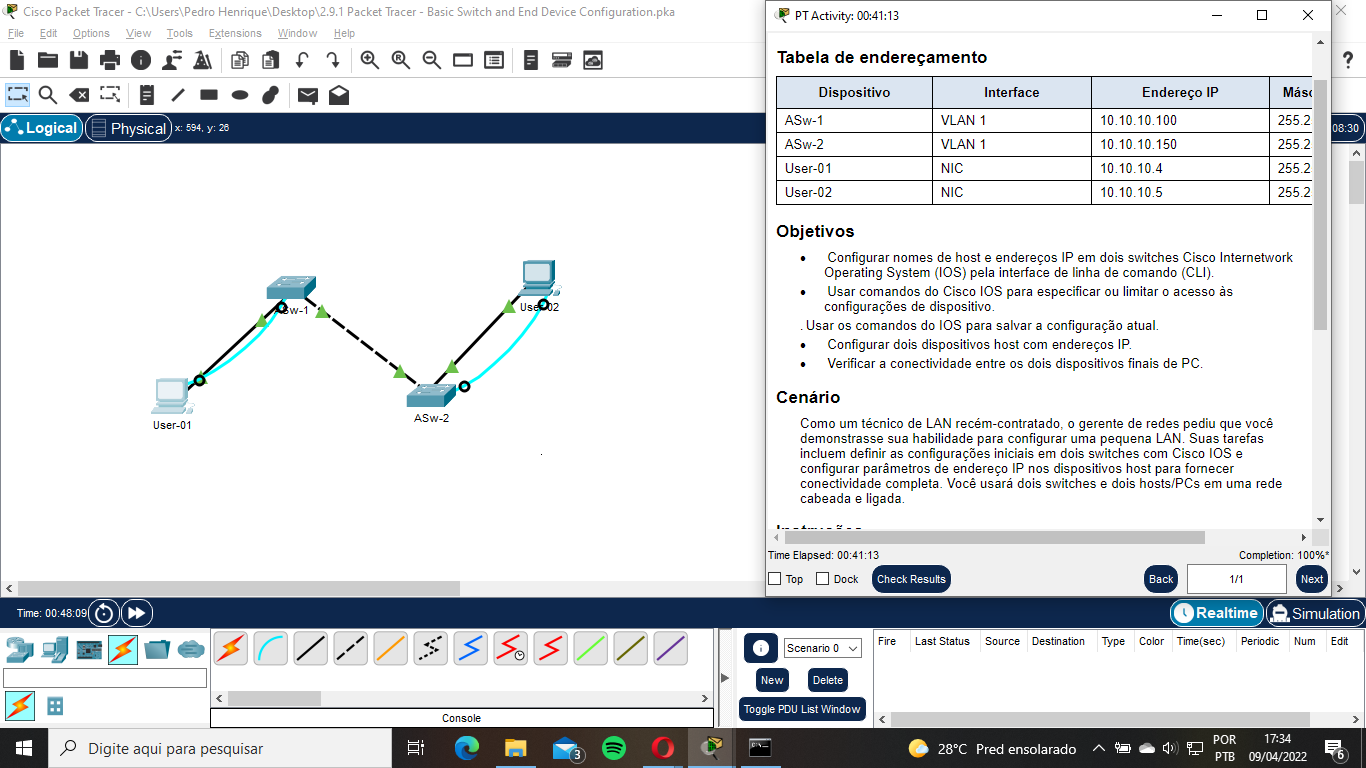 Cisco Packet Tracer - C:\Users\Pedro Henrique\Desktop\2.9.1 Packet Tracer - Basic Switch and End Device Configuration.pka
File Edit Options View Tools Extensions Window Help
Logical Physical x: 594, y: 26
08:30
ASw-1
User-02
User-01
ASw-2
PT Activity: 00:41:13
Tabela de endereçamento
Dispositivo Interface Endereço IP Másc
ASw-1 VLAN 1 10.10.10.100 255.2
ASw-2 VLAN 1 10.10.10.150 255.2
User-01 NIC 10.10.10.4 255.2
User-02 NIC 10.10.10.5 255.2
Objetivos
• Configurar nomes de host e endereços IP em dois switches Cisco Internetwork
Operating System (IOS) pela interface de linha de comando (CLI).
• Usar comandos do Cisco IOS para especificar ou limitar o acesso às
configurações de dispositivo.
. Usar os comandos do IOS para salvar a configuração atual.
• Configurar dois dispositivos host com endereços IP.
• Verificar a conectividade entre os dois dispositivos finais de PC.
Cenário
Como um técnico de LAN recém-contratado, o gerente de redes pediu que você
demonstrasse sua habilidade para configurar uma pequena LAN. Suas tarefas
incluem definir as configurações iniciais em dois switches com Cisco IOS e
configurar parâmetros de endereço IP nos dispositivos host para fornecer
conectividade completa. Você usará dois switches e dois hosts/PCs em uma rede
cabeada e ligada.
Instruções
Time Elapsed: 00:41:13 Completion: 100%*
Top Dock Check Results Back 1/1 Next
Time: 00:48:09 Realtime Simulation
Scenario 0
New Delete
Toggle PDU List Window
Fire Last Status Source Destination Type Color Time(sec) Periodic Num Edit
Console
Digite aqui para pesquisar
3
28°C Pred ensolarado
POR
PTB
17:34
09/04/2022
6